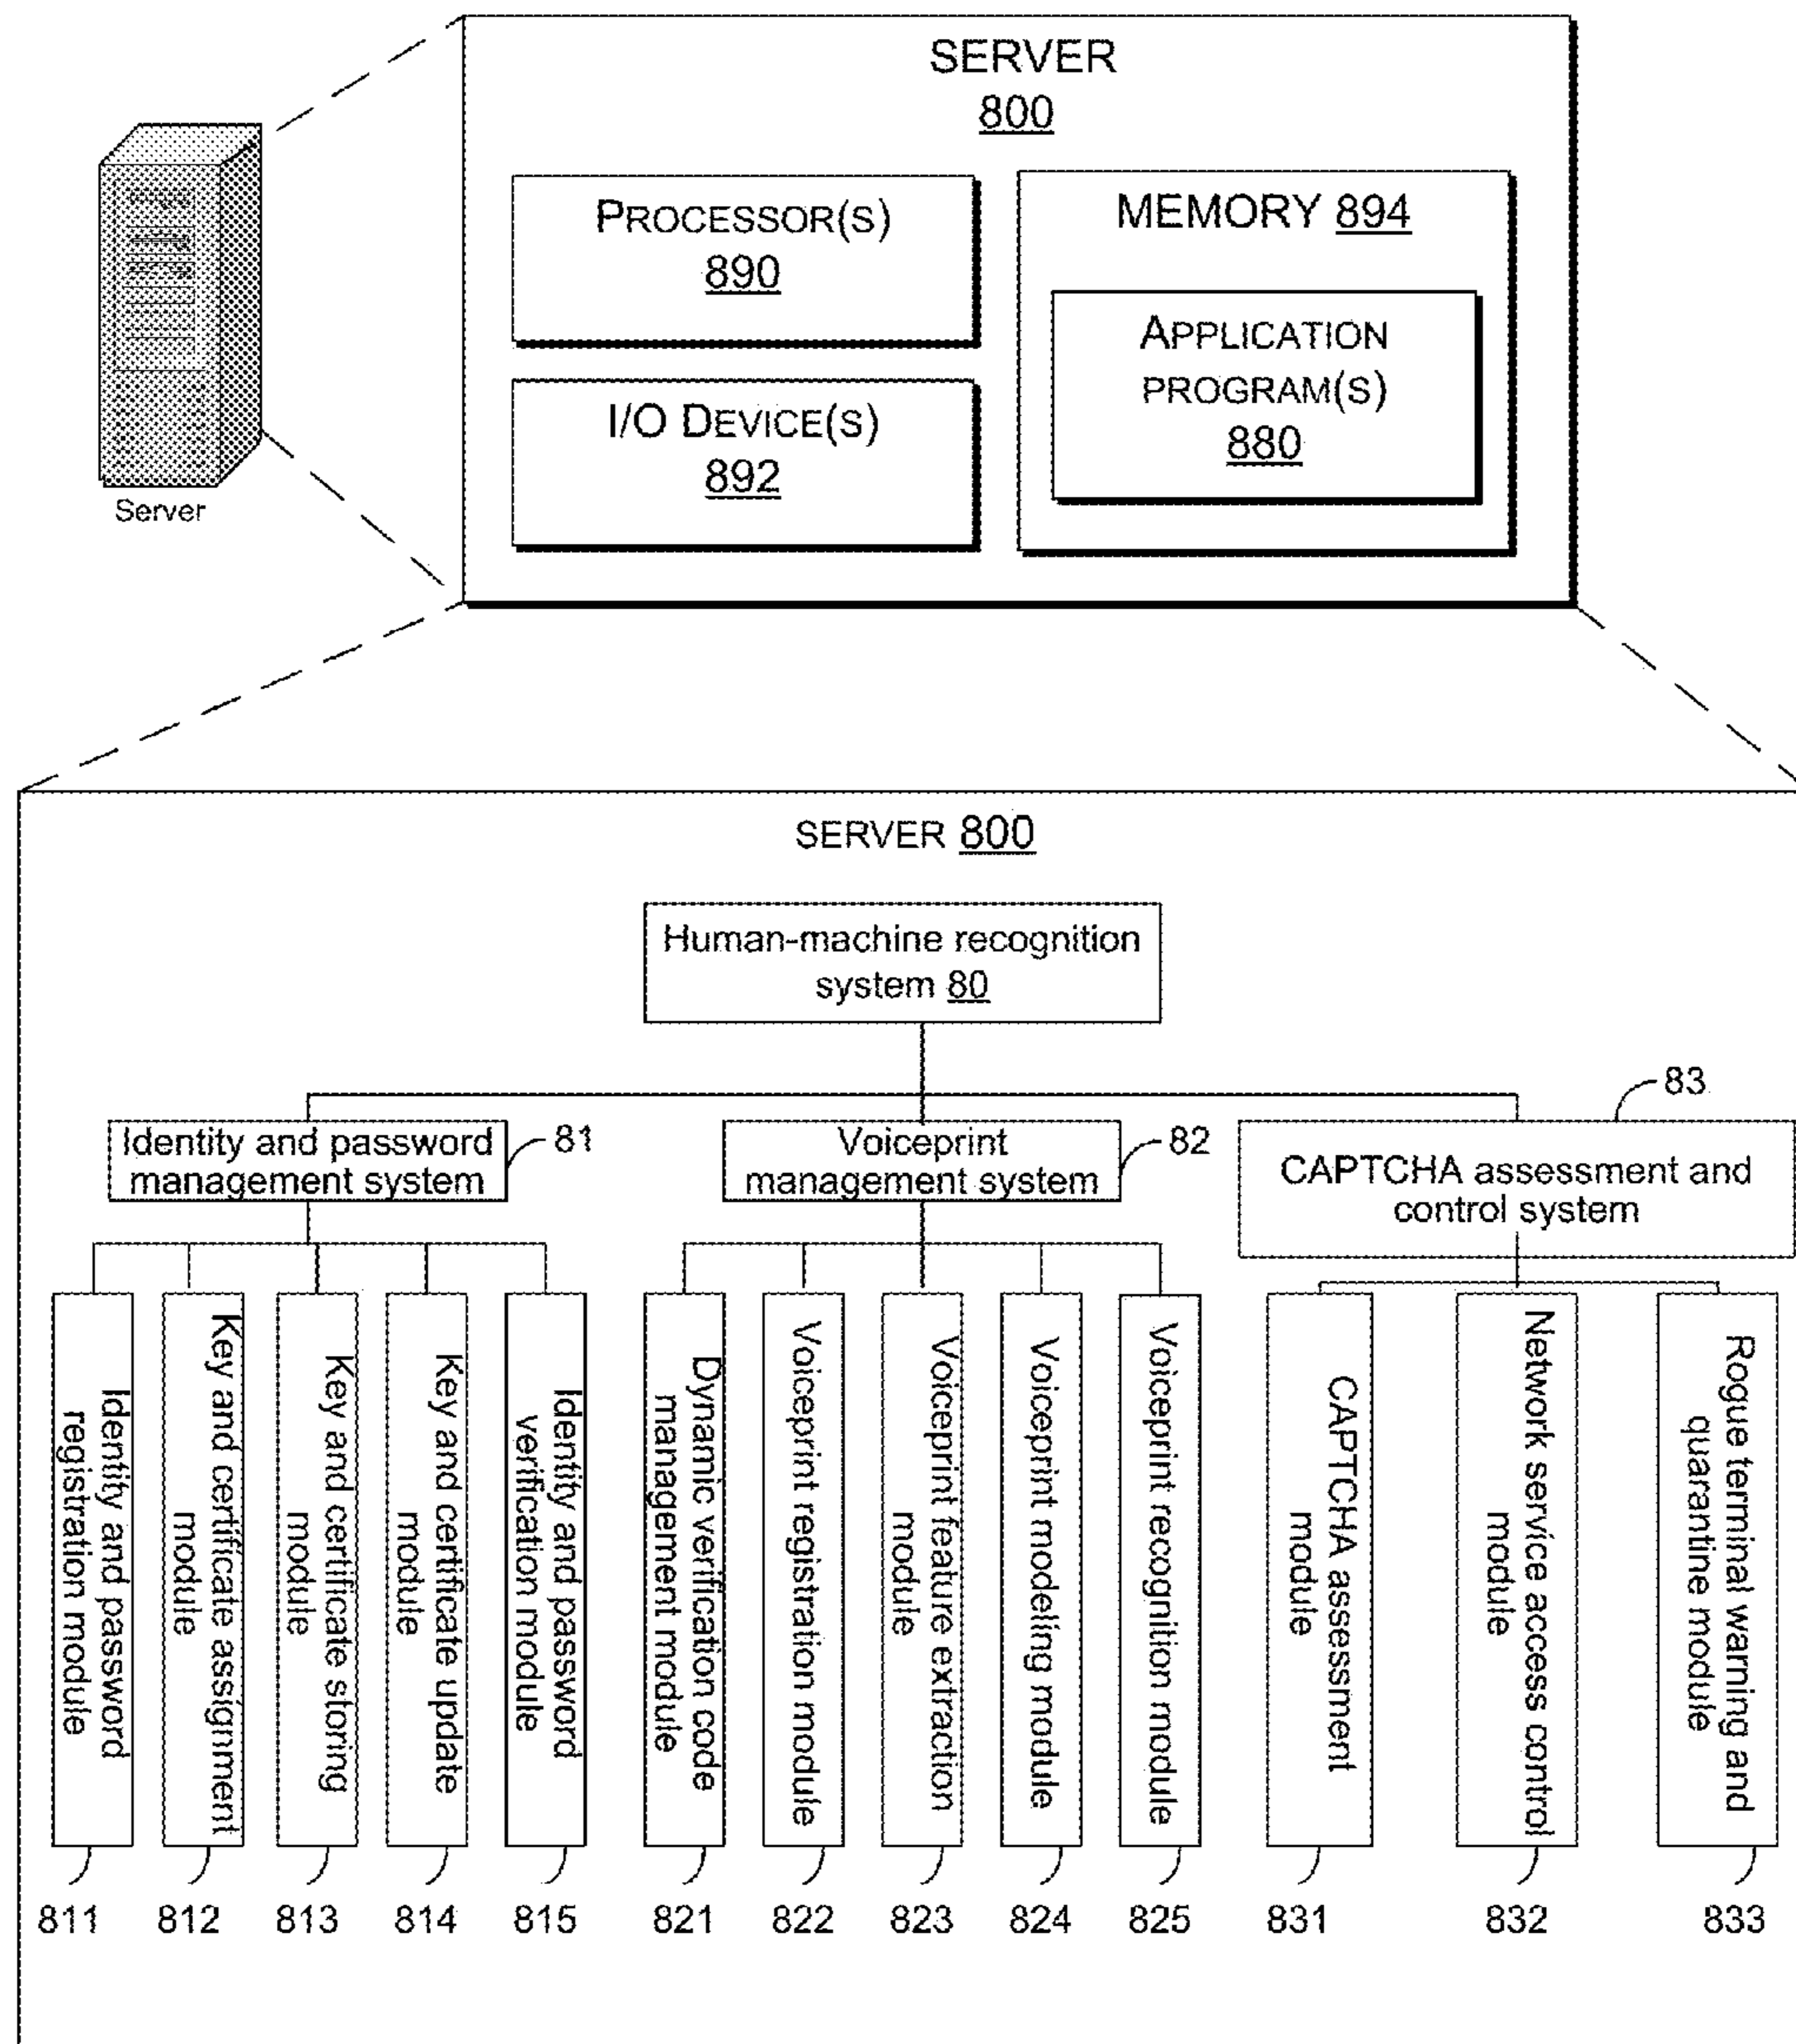 SERVER
800
PROCESSOR(S)
890
MEMORY 894
APPLICATION
PROGRAM(S)
880
I/O DEVICE(S)
892
Server
SERVER 800
Human-machine recognition
system 80
83
Identity and password
management system
81
Voiceprint
management system
82
CAPTCHA assessment and
control system
Identity and password
registration module
Key and certificate assignment
module
Key and certificate storing
module
Key and certificate update
module
Identity and password
verification module
Dynamic verification code
management module
Voiceprint registration module
Voiceprint feature extraction
module
Voiceprint modeling module
Voiceprint recognition module
CAPTCHA assessment
module
Network service access control
module
Rogue terminal warning and
quarantine module
811
812
813
814
815
821
822
823
824
825
831
832
833